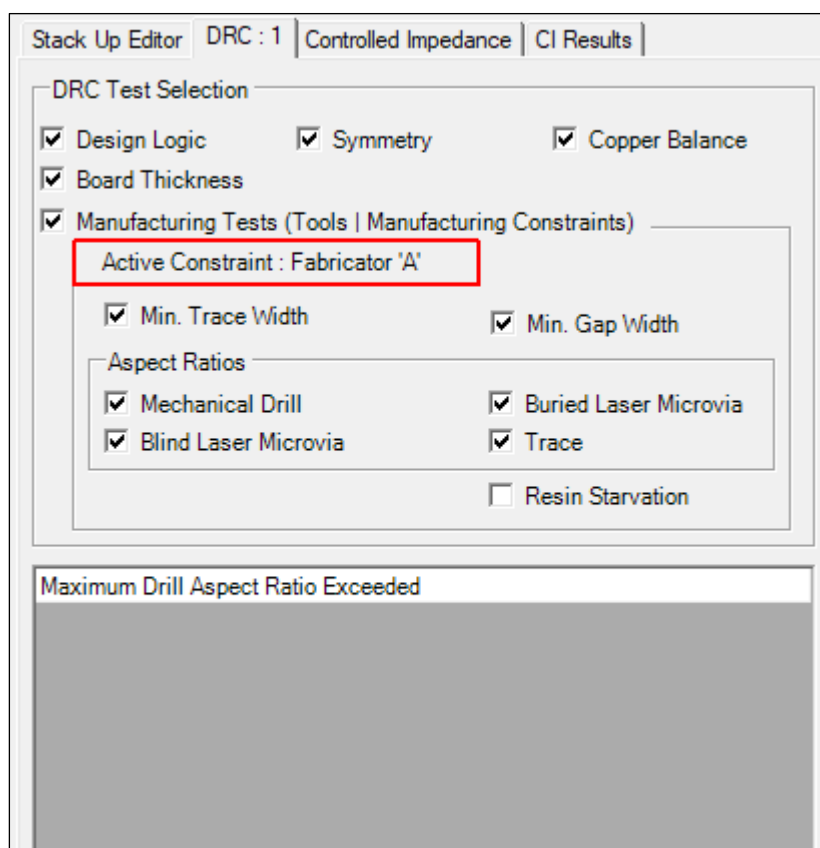 Stack Up Editor DRC : 1 Controlled Impedance CI Results
DRC Test Selection
Design Logic Symmetry Copper Balance
Board Thickness
Manufacturing Tests (Tools | Manufacturing Constraints)
Active Constraint : Fabricator 'A'
Min. Trace Width Min. Gap Width
Aspect Ratios
Mechanical Drill Buried Laser Microvia
Blind Laser Microvia Trace
Resin Starvation
Maximum Drill Aspect Ratio Exceeded